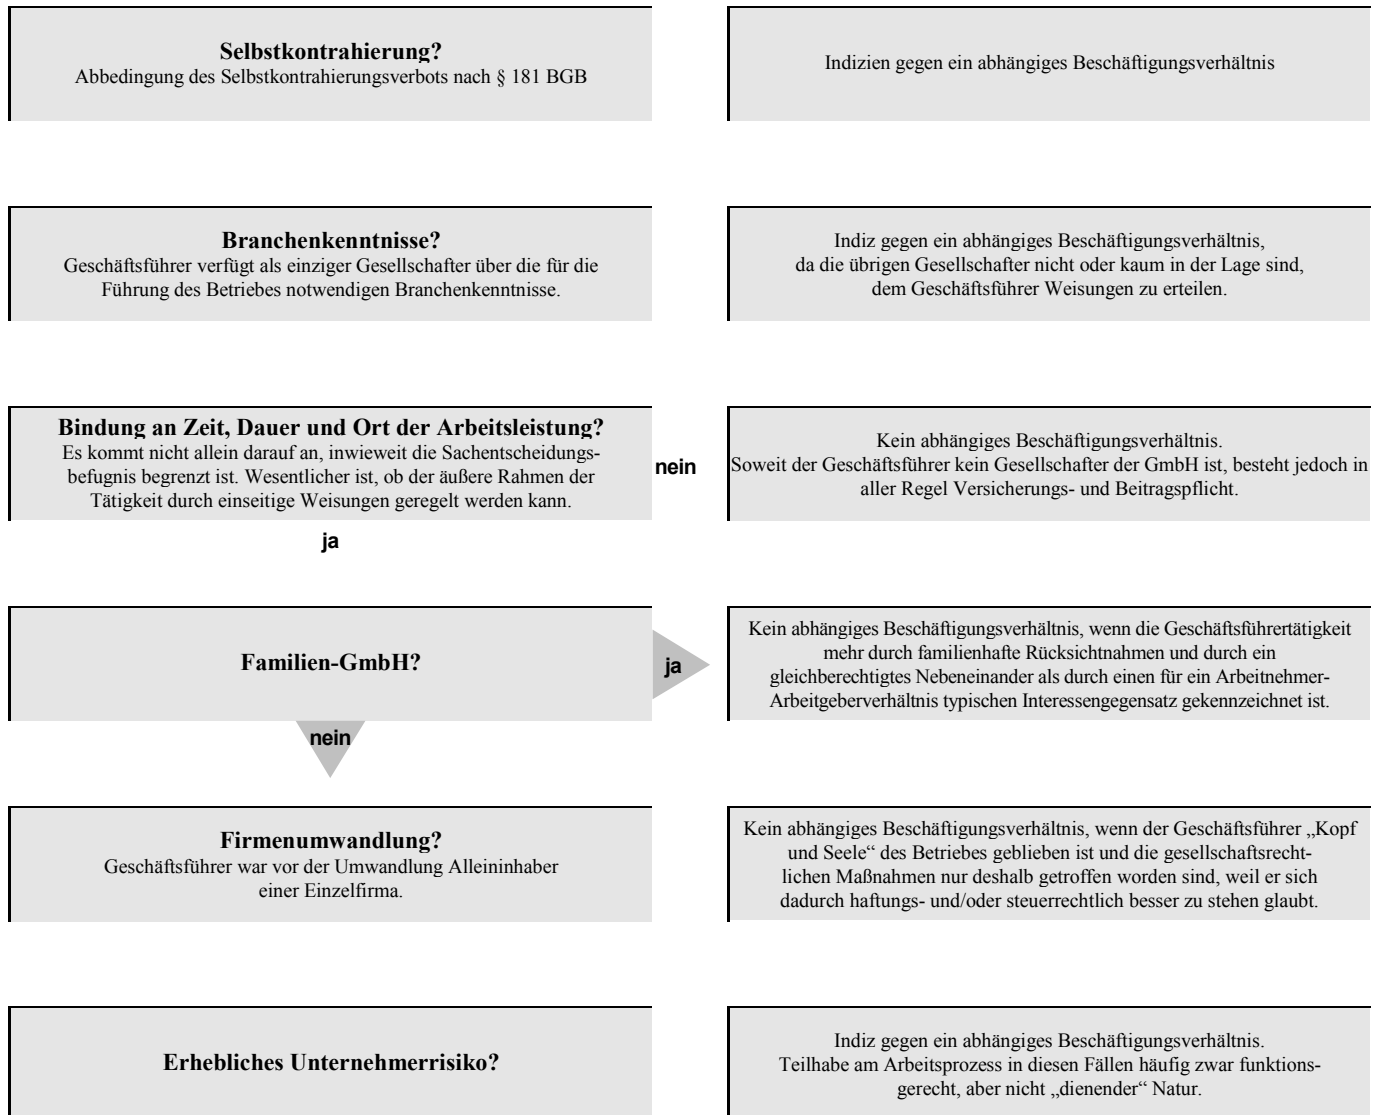 Selbstkontrahierung?
Abbedingung des Selbstkontrahierungsverbots nach § 181 BGB
Indizien gegen ein abhängiges Beschäftigungsverhältnis
Branchenkenntnisse?
Geschäftsführer verfügt als einziger Gesellschafter über die für die
Führung des Betriebes notwendigen Branchenkenntnisse.
Indiz gegen ein abhängiges Beschäftigungsverhältnis,
da die übrigen Gesellschafter nicht oder kaum in der Lage sind,
dem Geschäftsführer Weisungen zu erteilen.
Bindung an Zeit, Dauer und Ort der Arbeitsleistung?
Es kommt nicht allein darauf an, inwieweit die Sachentscheidungs-
befugnis begrenzt ist. Wesentlicher ist, ob der äußere Rahmen der
Tätigkeit durch einseitige Weisungen geregelt werden kann.
nein
Kein abhängiges Beschäftigungsverhältnis.
Soweit der Geschäftsführer kein Gesellschafter der GmbH ist, besteht jedoch in
aller Regel Versicherungs- und Beitragspflicht.
ja
Familien-GmbH?
ja
Kein abhängiges Beschäftigungsverhältnis, wenn die Geschäftsführertätigkeit
mehr durch familienhafte Rücksichtnahmen und durch ein
gleichberechtigtes Nebeneinander als durch einen für ein Arbeitnehmer-
Arbeitgeberverhältnis typischen Interessengegensatz gekennzeichnet ist.
nein
Firmenumwandlung?
Geschäftsführer war vor der Umwandlung Alleininhaber
einer Einzelfirma.
Kein abhängiges Beschäftigungsverhältnis, wenn der Geschäftsführer „Kopf
und Seele“ des Betriebes geblieben ist und die gesellschaftsrecht-
lichen Maßnahmen nur deshalb getroffen worden sind, weil er sich
dadurch haftungs- und/oder steuerrechtlich besser zu stehen glaubt.
Erhebliches Unternehmerrisiko?
Indiz gegen ein abhängiges Beschäftigungsverhältnis.
Teilhabe am Arbeitsprozess in diesen Fällen häufig zwar funktions-
gerecht, aber nicht „dienender“ Natur.